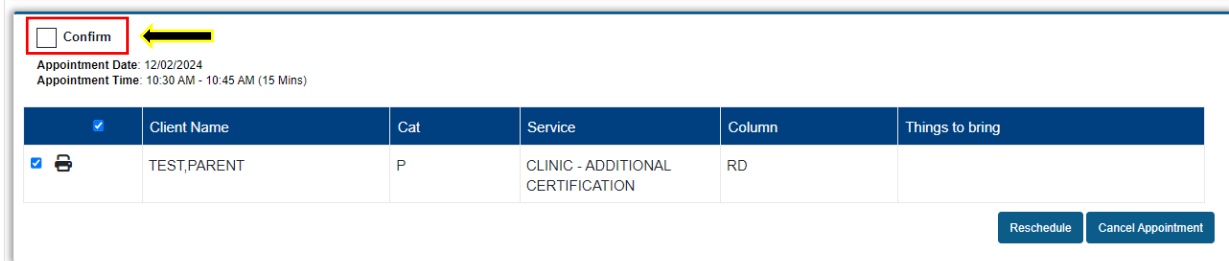 Confirm
Appointment Date: 12/02/2024
Appointment Time: 10:30 AM - 10:45 AM (15 Mins)
Client Name Cat Service Column Things to bring
TEST,PARENT P CLINIC - ADDITIONAL RD
CERTIFICATION
Reschedule Cancel Appointment